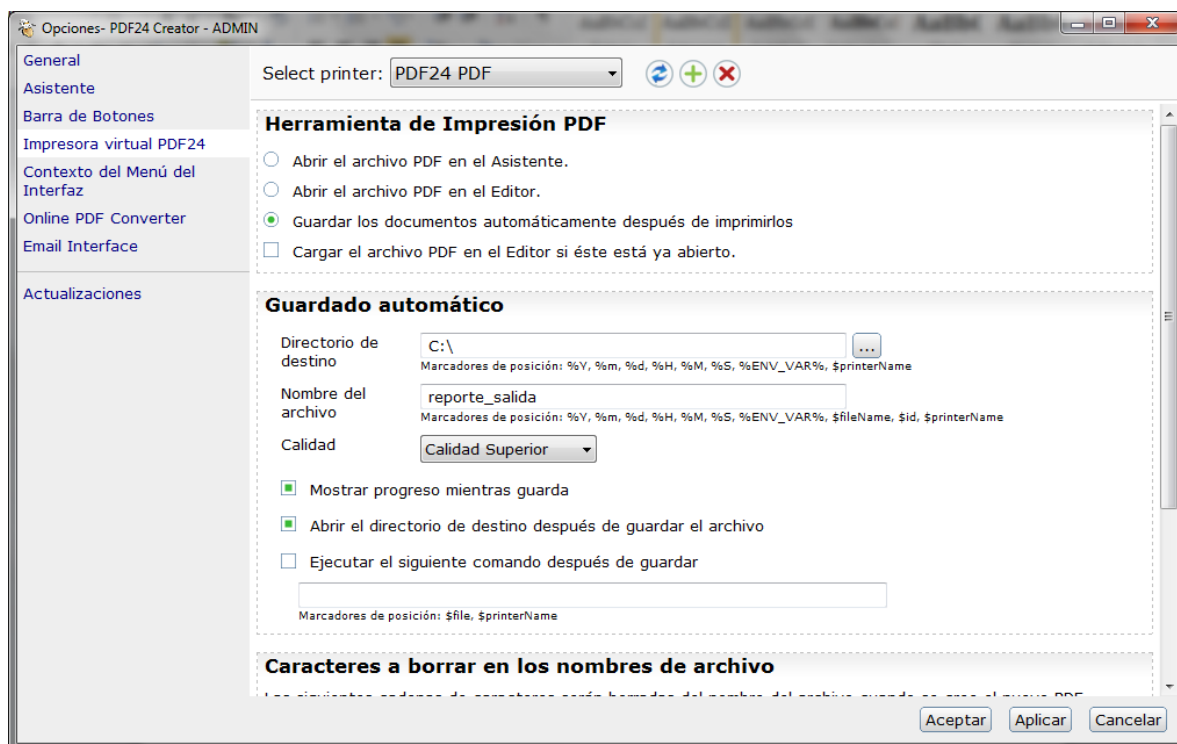 Opciones- PDF24 Creator - ADMIN
General
Asistente
Barra de Botones
Impresora virtual PDF24
Contexto del Menú del
Interfaz
Online PDF Converter
Email Interface
Actualizaciones
Select printer: PDF24 PDF
Herramienta de Impresión PDF
Abrir el archivo PDF en el Asistente.
Abrir el archivo PDF en el Editor.
Guardar los documentos automáticamente después de imprimirlos
Cargar el archivo PDF en el Editor si éste está ya abierto.
Guardado automático
Directorio de
destino
C:\
...
Marcadores de posición: %Y, %m, %d, %H, %M, %S, %ENV_VAR%, $printerName
Nombre del
archivo
reporte_salida
Marcadores de posición: %Y, %m, %d, %H, %M, %S, %ENV_VAR%, $fileName, $id, $printerName
Calidad
Calidad Superior
Mostrar progreso mientras guarda
Abrir el directorio de destino después de guardar el archivo
Ejecutar el siguiente comando después de guardar
Marcadores de posición: $file, $printerName
Caracteres a borrar en los nombres de archivo
Aceptar
Aplicar
Cancelar